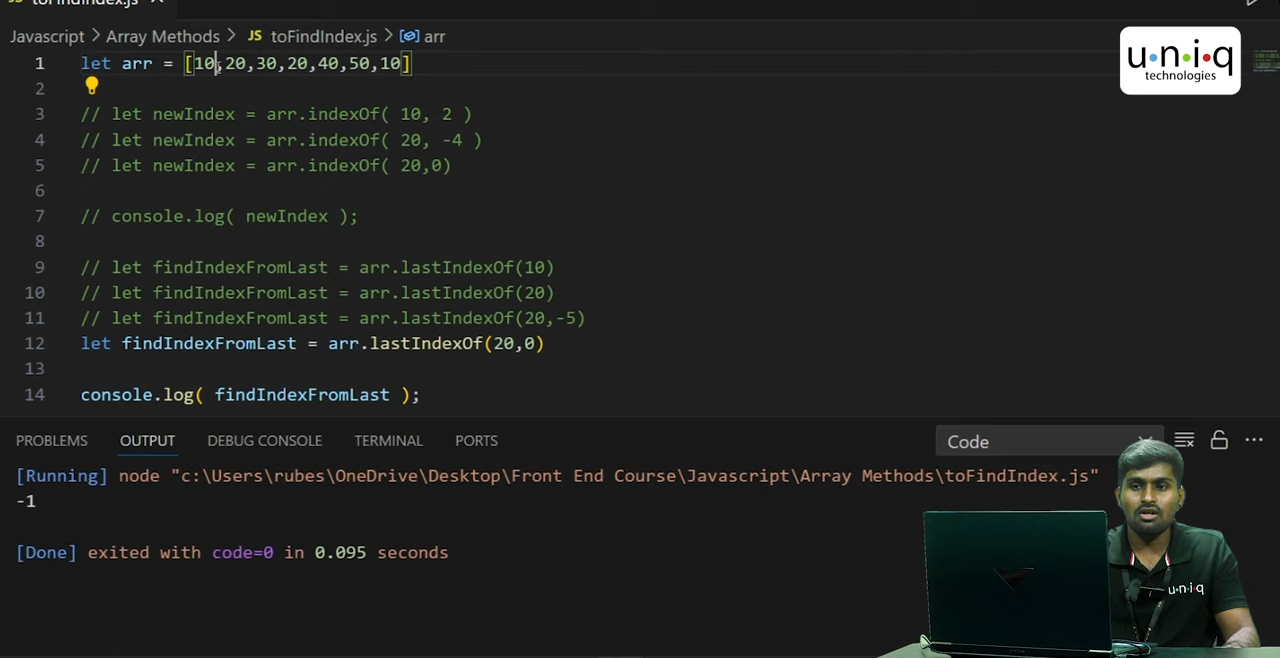 toFindIndex.js
Javascript > Array Methods > JS toFindIndex.js > arr
u·n·i·q
technologies
1 let arr = [10,20,30,20,40,50,10]
2
3 // let newIndex = arr.indexOf( 10, 2 )
4 // let newIndex = arr.indexOf( 20, -4 )
5 // let newIndex = arr.indexOf( 20,0)
6
7 // console.log( newIndex );
8
9 // let findIndexFromLast = arr.lastIndexOf(10)
10 // let findIndexFromLast = arr.lastIndexOf(20)
11 // let findIndexFromLast = arr.lastIndexOf(20,-5)
12 let findIndexFromLast = arr.lastIndexOf(20,0)
13
14 console.log( findIndexFromLast );
PROBLEMS OUTPUT DEBUG CONSOLE TERMINAL PORTS Code
[Running] node "c:\Users\rubes\OneDrive\Desktop\Front End Course\Javascript\Array Methods\toFindIndex.js"
-1
[Done] exited with code=0 in 0.095 seconds
u·n·i·q